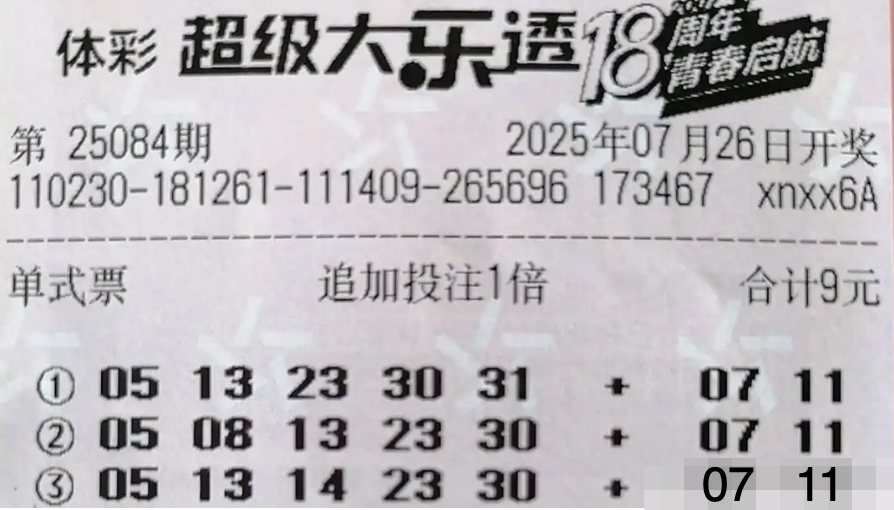 体彩 超级大乐透 18周年 青春启航
第 25084期 2025年07月26日开奖
110230-181261-111409-265696 173467 xnxx6A
单式票 追加投注1倍 合计9元
① 05 13 23 30 31 + 07 11
② 05 08 13 23 30 + 07 11
③ 05 13 14 23 30 + 07 11